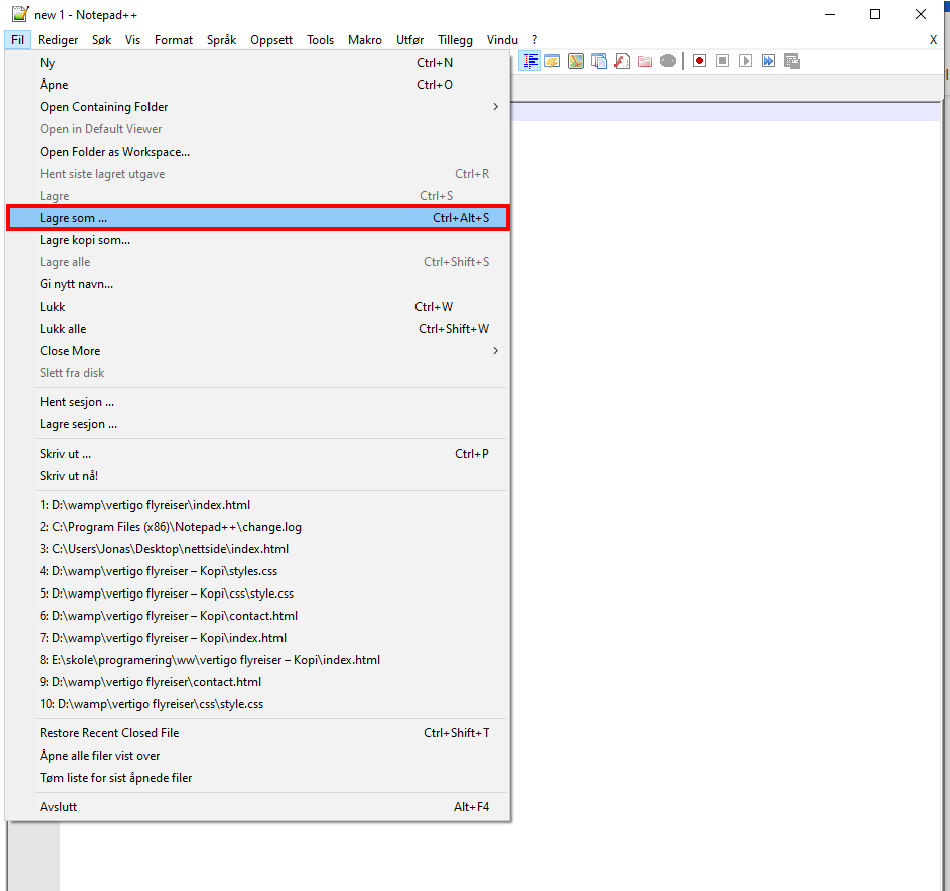 new 1 - Notepad++
Fil Rediger Søk Vis Format Språk Oppsett Tools Makro Utfør Tillegg Vindu ? X
Ny Ctrl+N
Åpne Ctrl+O
Open Containing Folder >
Open in Default Viewer
Open Folder as Workspace...
Hent siste lagret utgave Ctrl+R
Lagre Ctrl+S
Lagre som ... Ctrl+Alt+S
Lagre kopi som...
Lagre alle Ctrl+Shift+S
Gi nytt navn...
Lukk Ctrl+W
Lukk alle Ctrl+Shift+W
Close More >
Slett fra disk
Hent sesjon ...
Lagre sesjon ...
Skriv ut ... Ctrl+P
Skriv ut nå!
1: D:\wamp\vertigo flyreiser\index.html
2: C:\Program Files (x86)\Notepad++\change.log
3: C:\Users\Jonas\Desktop\nettside\index.html
4: D:\wamp\vertigo flyreiser – Kopi\styles.css
5: D:\wamp\vertigo flyreiser – Kopi\css\style.css
6: D:\wamp\vertigo flyreiser – Kopi\contact.html
7: D:\wamp\vertigo flyreiser – Kopi\index.html
8: E:\skole\programering\ww\vertigo flyreiser – Kopi\index.html
9: D:\wamp\vertigo flyreiser\contact.html
10: D:\wamp\vertigo flyreiser\css\style.css
Restore Recent Closed File Ctrl+Shift+T
Åpne alle filer vist over
Tøm liste for sist åpnede filer
Avslutt Alt+F4